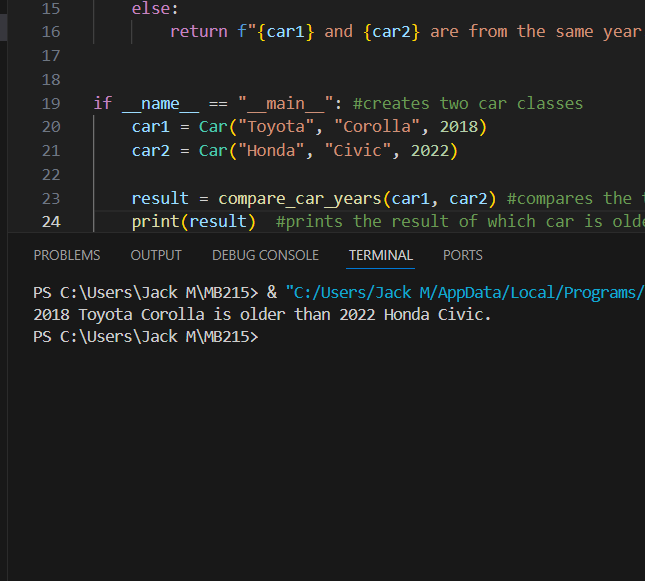 15 else:
16 return f"{car1} and {car2} are from the same year
17
18
19 if __name__ == "__main__": #creates two car classes
20 car1 = Car("Toyota", "Corolla", 2018)
21 car2 = Car("Honda", "Civic", 2022)
22
23 result = compare_car_years(car1, car2) #compares the
24 print(result) #prints the result of which car is
PROBLEMS OUTPUT DEBUG CONSOLE TERMINAL PORTS
PS C:\Users\Jack M\MB215> & "C:/Users/Jack M/AppData/Local/Programs/
2018 Toyota Corolla is older than 2022 Honda Civic.
PS C:\Users\Jack M\MB215>